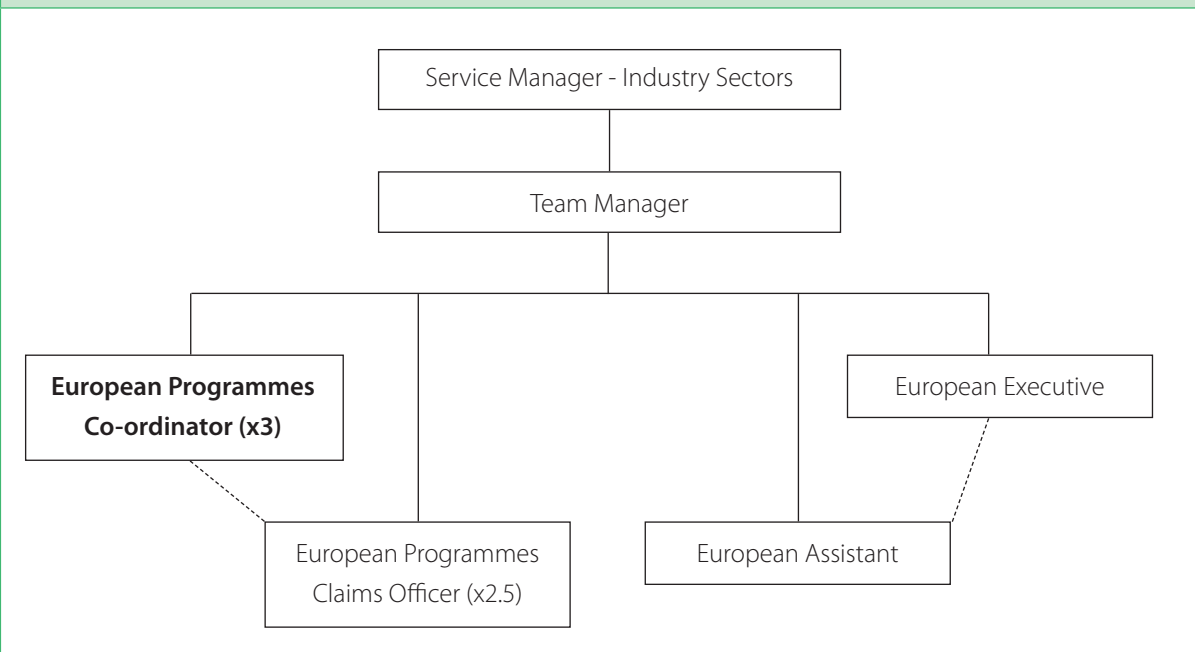 Service Manager - Industry Sectors
Team Manager
European Programmes
Co-ordinator (x3)
European Executive
European Programmes
Claims Officer (x2.5)
European Assistant